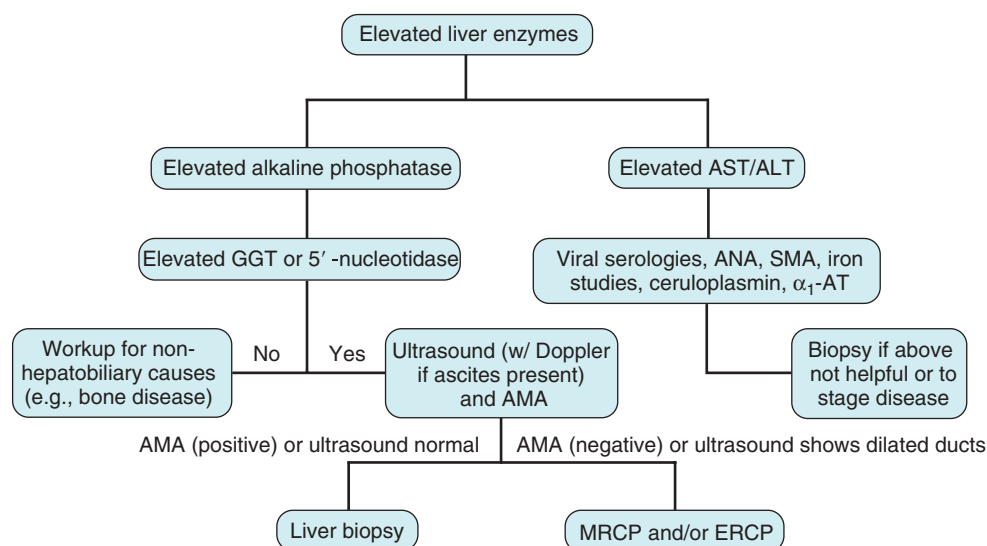 Elevated liver enzymes
Elevated alkaline phosphatase
Elevated AST/ALT
Elevated GGT or 5′ -nucleotidase
Viral serologies, ANA, SMA, iron
studies, ceruloplasmin, α₁-AT
Workup for non-
hepatobiliary causes
(e.g., bone disease)
No
Yes
Ultrasound (w/ Doppler
if ascites present)
and AMA
Biopsy if above
not helpful or to
stage disease
AMA (positive) or ultrasound normal
AMA (negative) or ultrasound shows dilated ducts
Liver biopsy
MRCP and/or ERCP